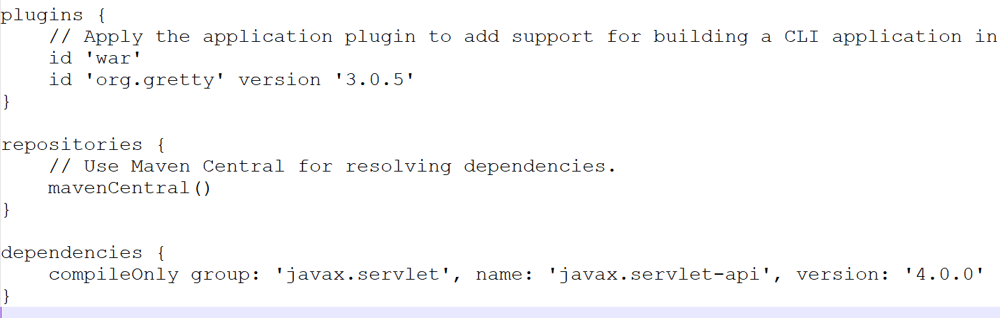 plugins {
    // Apply the application plugin to add support for building a CLI application in
    id 'war'
    id 'org.gretty' version '3.0.5'
}
repositories {
    // Use Maven Central for resolving dependencies.
    mavenCentral()
}
dependencies {
    compileOnly group: 'javax.servlet', name: 'javax.servlet-api', version: '4.0.0'
}